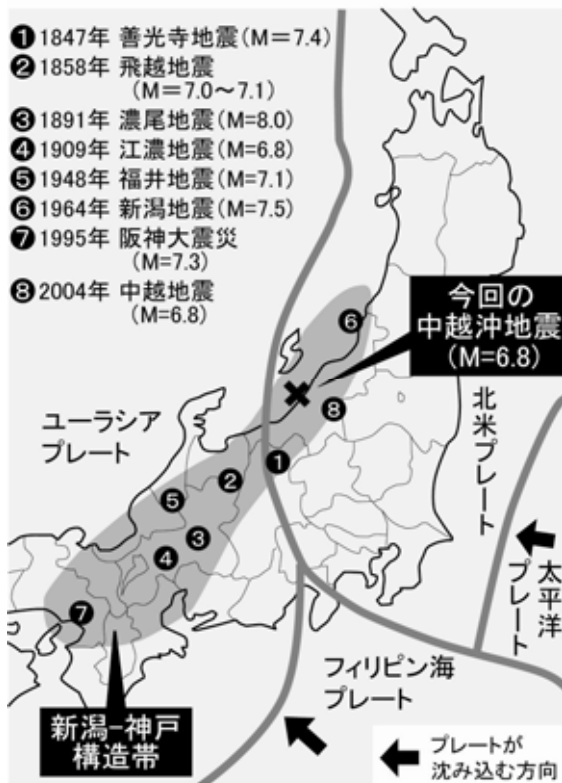 ❶1847年 善光寺地震(M=7.4)
❷1858年 飛越地震
(M=7.0~7.1)
❸1891年 濃尾地震(M=8.0)
❹1909年 江濃地震(M=6.8)
❺1948年 福井地震(M=7.1)
❻1964年 新潟地震(M=7.5)
❼1995年 阪神大震災
(M=7.3)
❽2004年 中越地震
(M=6.8)
今回の
中越沖地震
(M=6.8)
❻
❽
❶
❷
❺
❸
❹
❼
ユーラシア
プレート
北米プレート
太平洋
プレート
フィリピン海
プレート
新潟-神戸
構造帯
プレートが
沈み込む方向